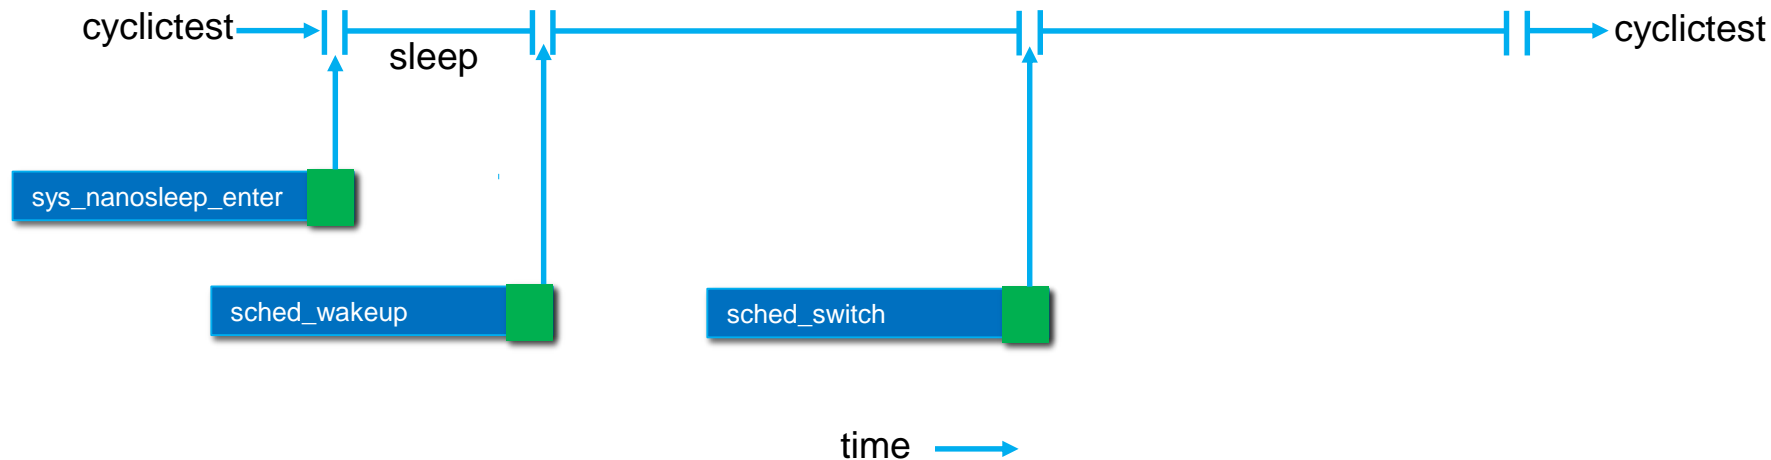 cyclictest
cyclictest
sleep
sys_nanosleep_enter
sched_wakeup
sched_switch
time